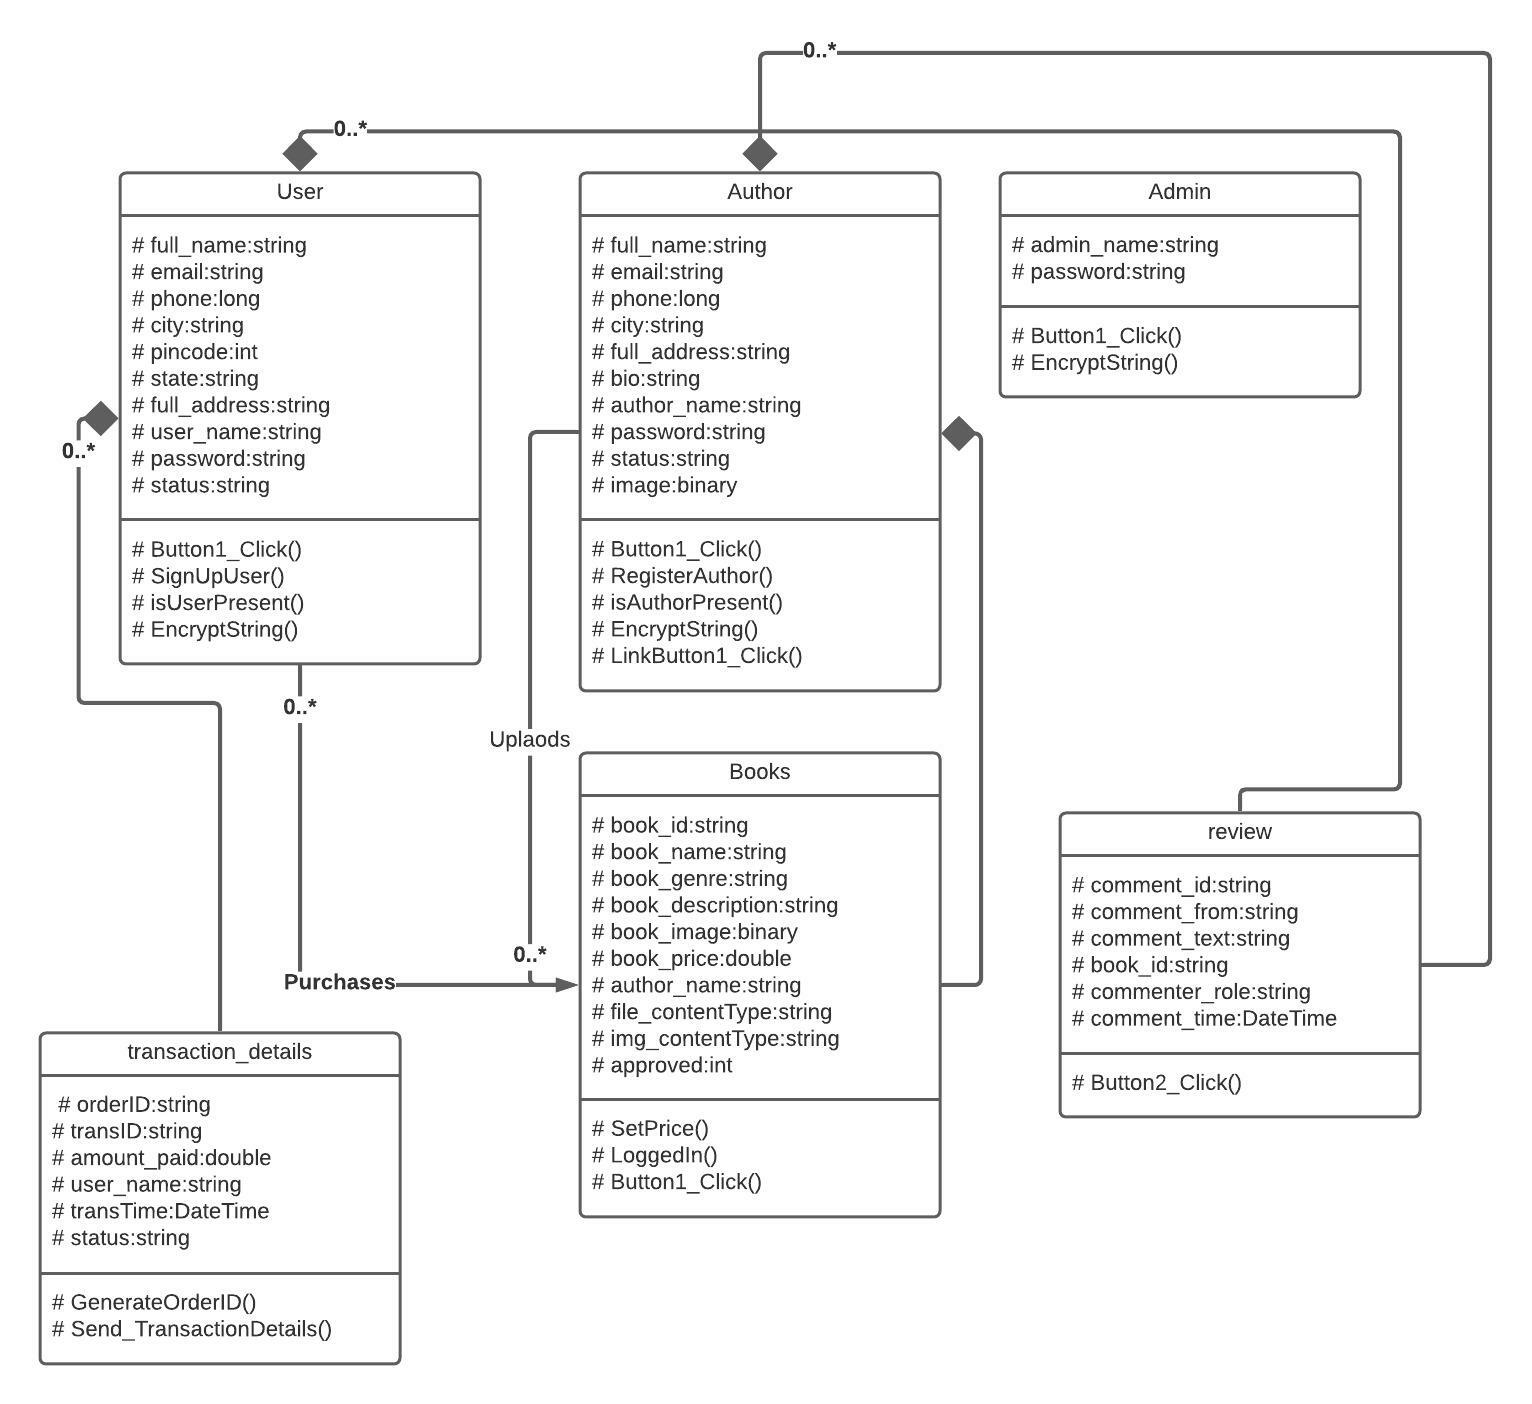 0..*
0..*
User
# full_name:string
# email:string
# phone:long
# city:string
# pincode:int
# state:string
# full_address:string
# user_name:string
# password:string
# status:string
# Button1_Click()
# SignUpUser()
# isUserPresent()
# EncryptString()
Author
# full_name:string
# email:string
# phone:long
# city:string
# full_address:string
# bio:string
# author_name:string
# password:string
# status:string
# image:binary
# Button1_Click()
# RegisterAuthor()
# isAuthorPresent()
# EncryptString()
# LinkButton1_Click()
Admin
# admin_name:string
# password:string
# Button1_Click()
# EncryptString()
0..*
0..*
Uplaods
0..*
Purchases
Books
# book_id:string
# book_name:string
# book_genre:string
# book_description:string
# book_image:binary
# book_price:double
# author_name:string
# file_contentType:string
# img_contentType:string
# approved:int
# SetPrice()
# LoggedIn()
# Button1_Click()
review
# comment_id:string
# comment_from:string
# comment_text:string
# book_id:string
# commenter_role:string
# comment_time:DateTime
# Button2_Click()
transaction_details
# orderID:string
# transID:string
# amount_paid:double
# user_name:string
# transTime:DateTime
# status:string
# GenerateOrderID()
# Send_TransactionDetails()